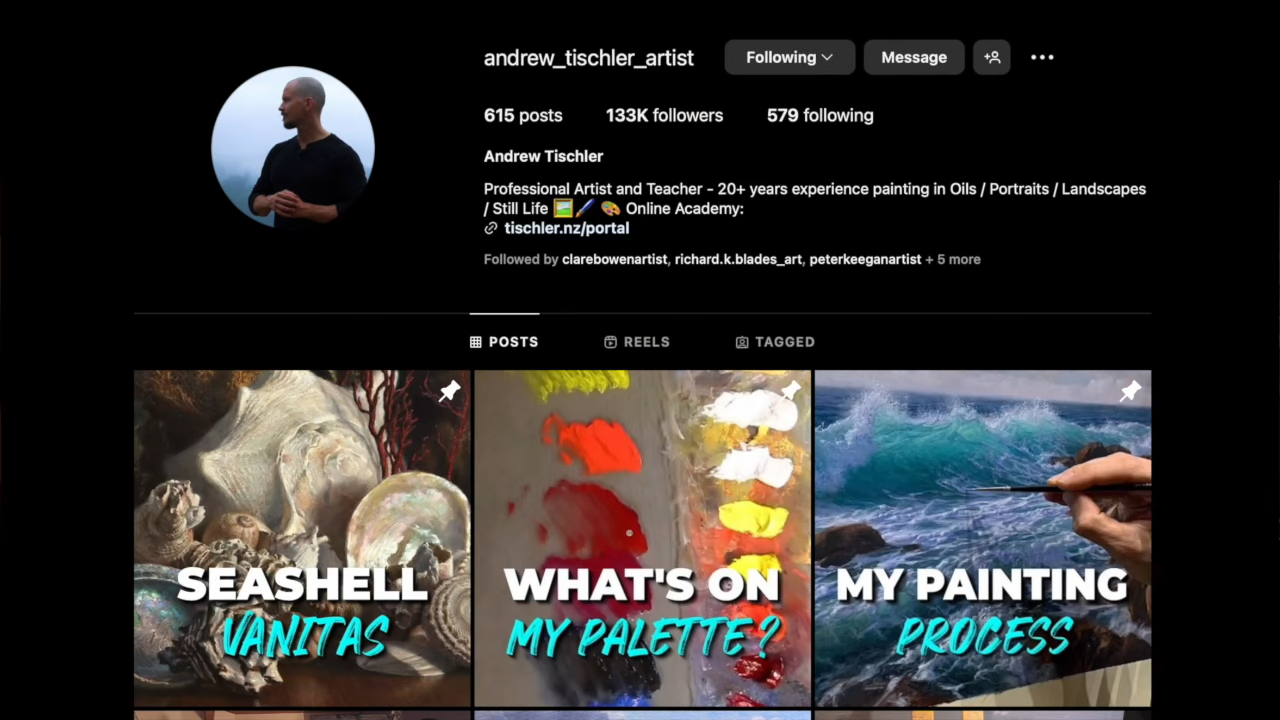 andrew_tischler_artist Following Message
615 posts 133K followers 579 following
Andrew Tischler
Professional Artist and Teacher - 20+ years experience painting in Oils / Portraits / Landscapes
/ Still Life 🖼️🖌️ 🎨 Online Academy:
tischler.nz/portal
Followed by clarebowenartist, richard.k.blades_art, peterkeeganartist + 5 more
POSTS REELS TAGGED
SEASHELL
VANITAS
WHAT'S ON
MY PALETTE?
MY PAINTING
PROCESS